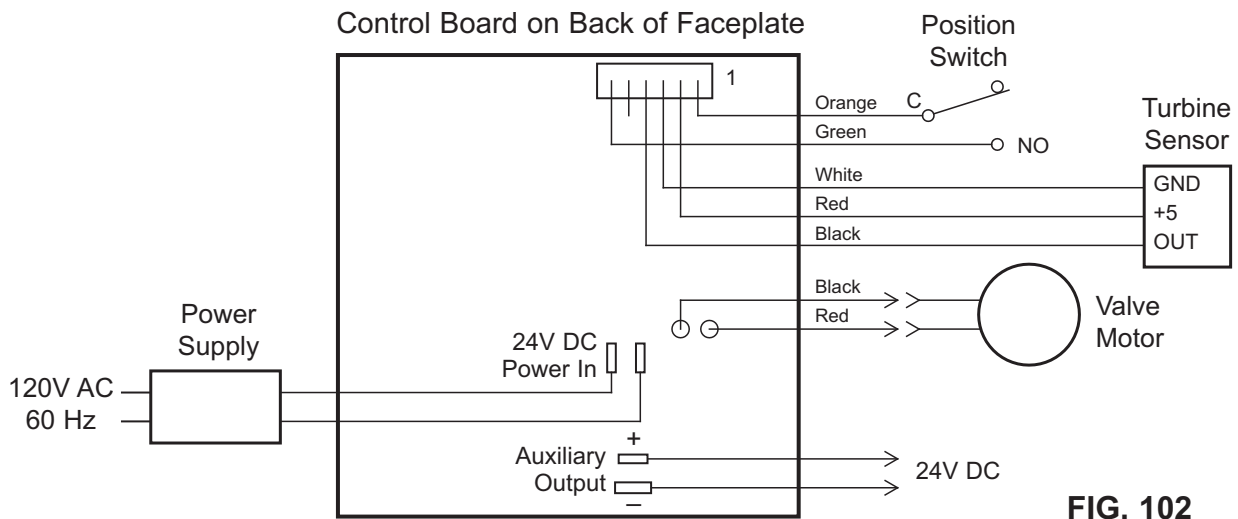 Control Board on Back of Faceplate
Position
Switch
1
Orange
C
Green
NO
Turbine
Sensor
White
GND
Red
+5
Black
OUT
Black
Red
Valve
Motor
Power
Supply
24V DC
Power In
120V AC
60 Hz
+
Auxiliary
Output
–
24V DC
FIG. 102